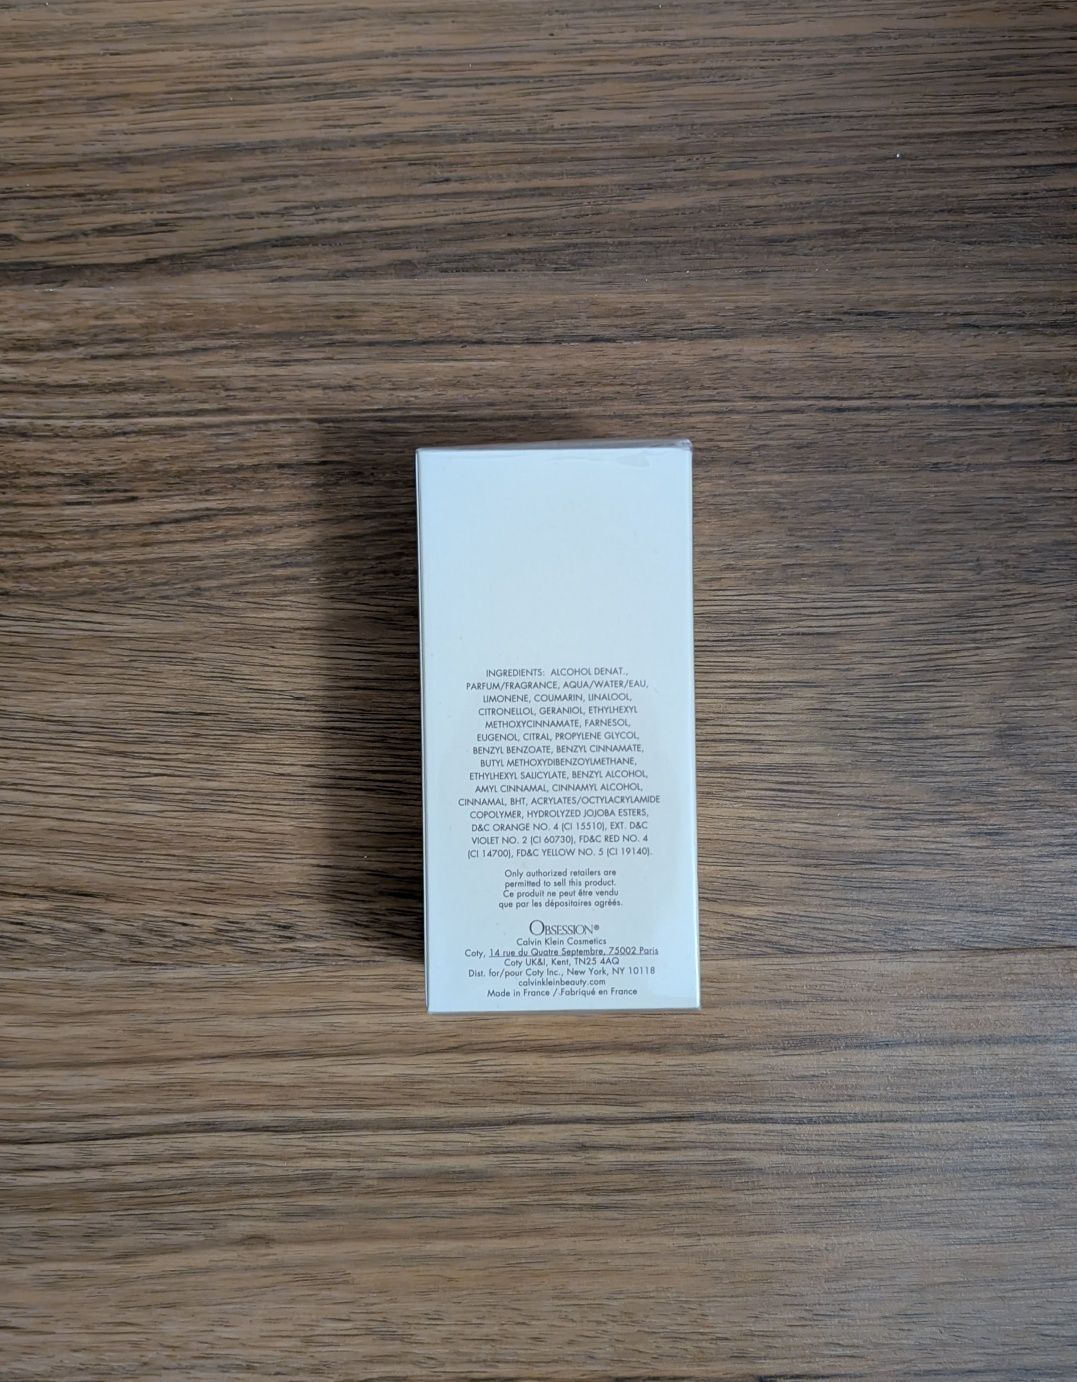 INGREDIENTS: ALCOHOL DENAT.,
PARFUM/FRAGRANCE, AQUA/WATER/EAU,
LIMONENE, COUMARIN, LINALOOL,
CITRONELLOL, GERANIOL, ETHYLHEXYL
METHOXYCINNAMATE, FARNESOL,
EUGENOL, CITRAL, PROPYLENE GLYCOL,
BENZYL BENZOATE, BENZYL CINNAMATE,
BUTYL METHOXYDIBENZOYLMETHANE,
ETHYLHEXYL SALICYLATE, BENZYL ALCOHOL,
AMYL CINNAMAL, CINNAMYL ALCOHOL,
CINNAMAL, BHT, ACRYLATES/OCTYLACRYLAMIDE
COPOLYMER, HYDROLYZED JOJOBA ESTERS,
D&C ORANGE NO. 4 (CI 15510), EXT. D&C
VIOLET NO. 2 (CI 60730), FD&C RED NO. 4
(CI 14700), FD&C YELLOW NO. 5 (CI 19140).
Only authorized retailers are
permitted to sell this product.
Ce produit ne peut être vendu
que par les dépositaires agréés.
OBSESSION®
Calvin Klein Cosmetics
Coty, 14 rue du Quatre Septembre, 75002 Paris
Coty UK&I, Kent, TN25 4AQ
Dist. for/pour Coty Inc., New York, NY 10118
calvinkleinbeauty.com
Made in France / Fabriqué en France